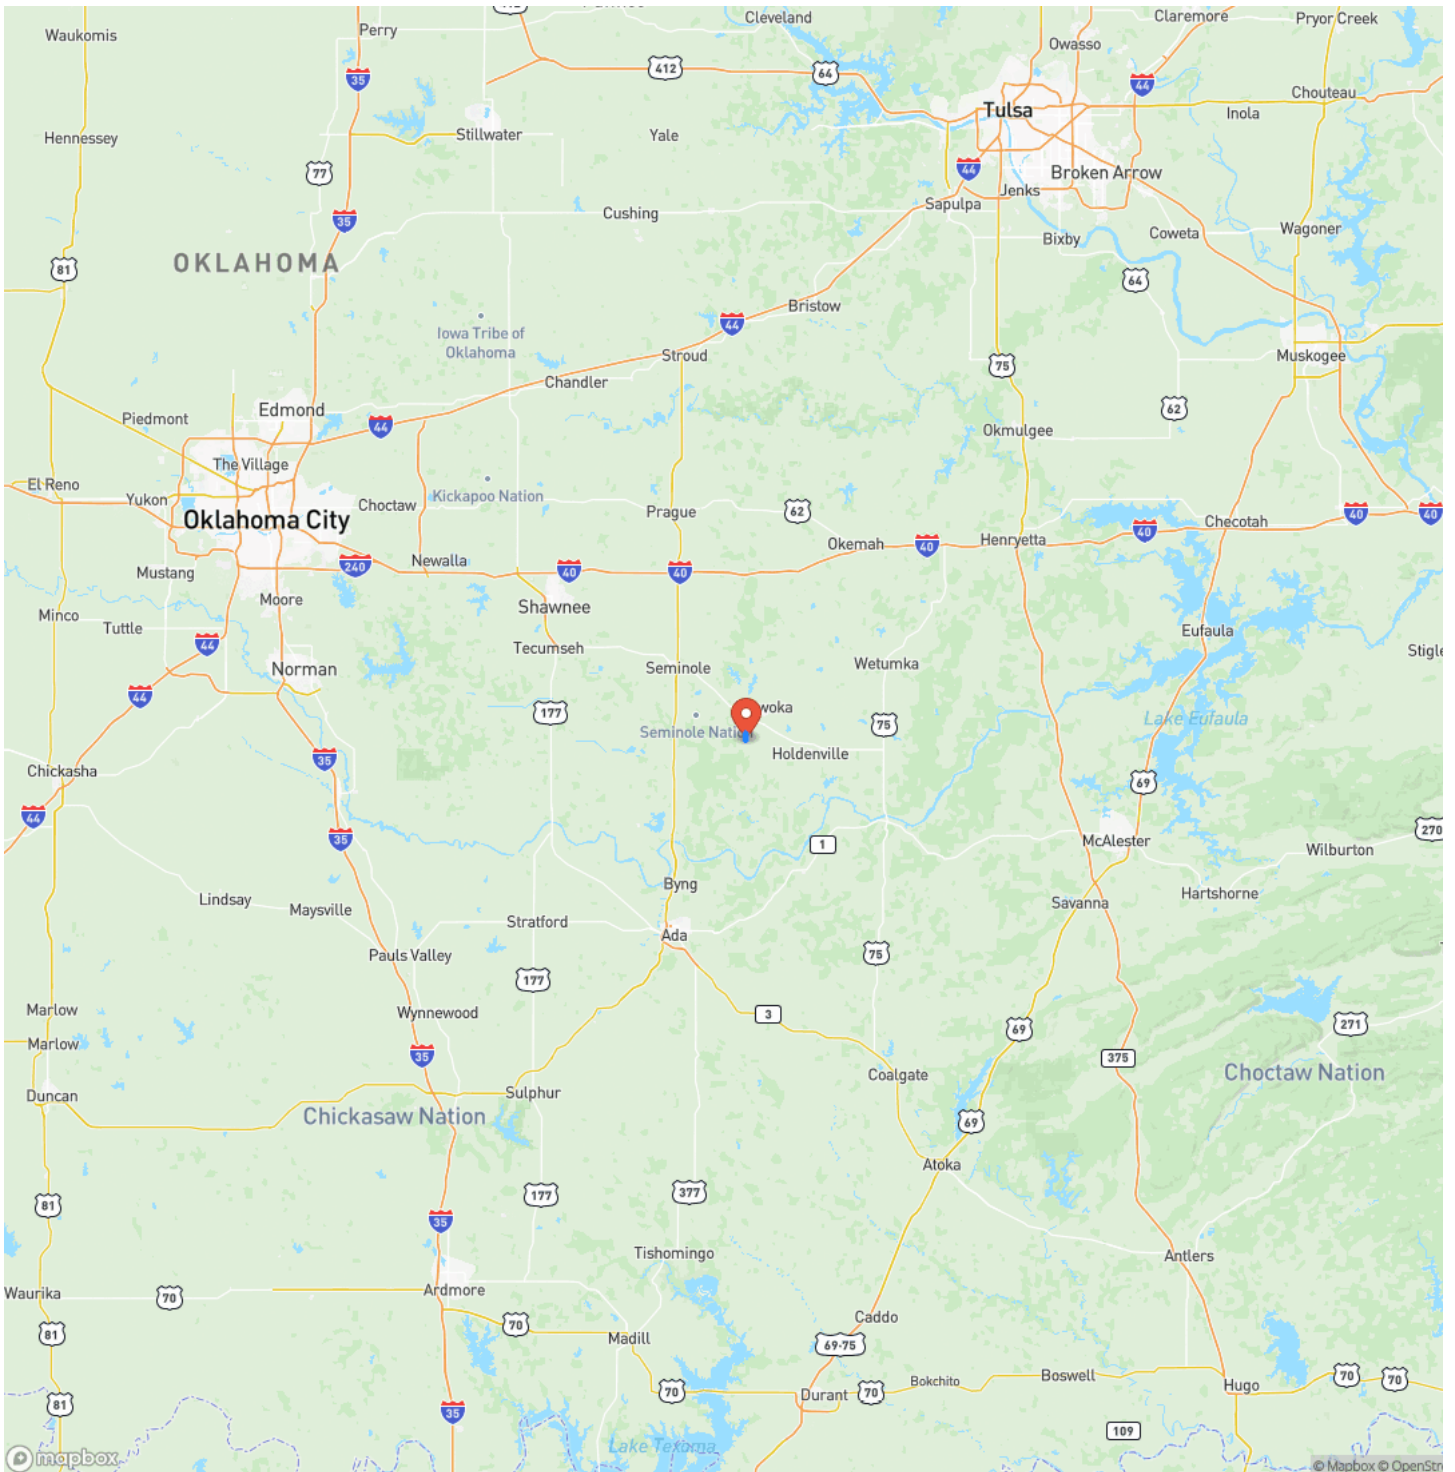 Waukomis
Perry
412
Cleveland
Claremore
Pryor Creek
Owasso
35
412
64
44
Chouteau
Tulsa
Inola
Hennessey
Stillwater
Yale
77
44
Broken Arrow
Jenks
Sapulpa
35
Cushing
Coweta
Wagoner
Bixby
OKLAHOMA
81
64
Bristow
Iowa Tribe of
Oklahoma
44
Stroud
Muskogee
75
Chandler
62
Edmond
Piedmont
44
Okmulgee
The Village
El Reno
Yukon
Kickapoo Nation
Choctaw
Prague
62
40
40
Oklahoma City
Checotah
40
Okemah
40
Henryetta
Newalla
240
Mustang
40
40
Moore
Shawnee
Minco
Tuttle
44
Eufaula
Tecumseh
Stigle
Norman
Seminole
Wetumka
44
177
woka
75
Lake Eufaula
Seminole Nati
35
Holdenville
Chickasha
69
44
35
1
McAlester
270
Wilburton
Byng
Hartshorne
Lindsay
Maysville
Stratford
Savanna
Ada
Pauls Valley
75
177
Marlow
Wynnewood
3
69
271
Marlow
35
375
Coalgate
Choctaw Nation
Duncan
Sulphur
Chickasaw Nation
69
Atoka
81
177
377
35
Tishomingo
Antlers
Waurika
70
Ardmore
70
Caddo
81
Madill
69-75
70
Durant
70
Bokchito
Boswell
Hugo
70
70
81
35
109
Lake Texoma
mapbox
© Mapbox © OpenStre